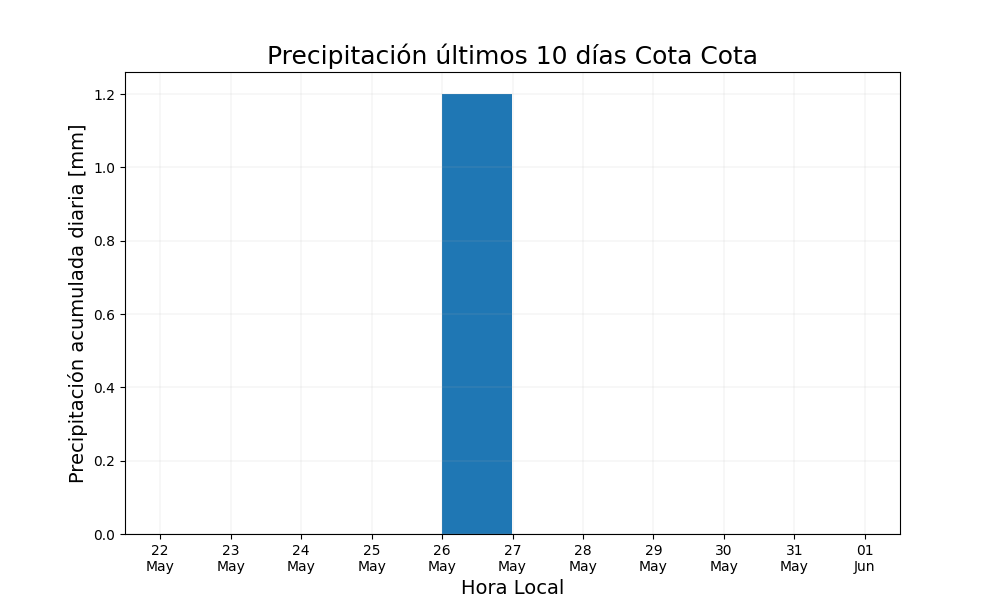 Precipitación últimos 10 días Cota Cota
Precipitación acumulada diaria [mm]
1.2
1.0
0.8
0.6
0.4
0.2
0.0
22 23 24 25 26 27 28 29 30 31 01
May May May May May May May May May May Jun
Hora Local